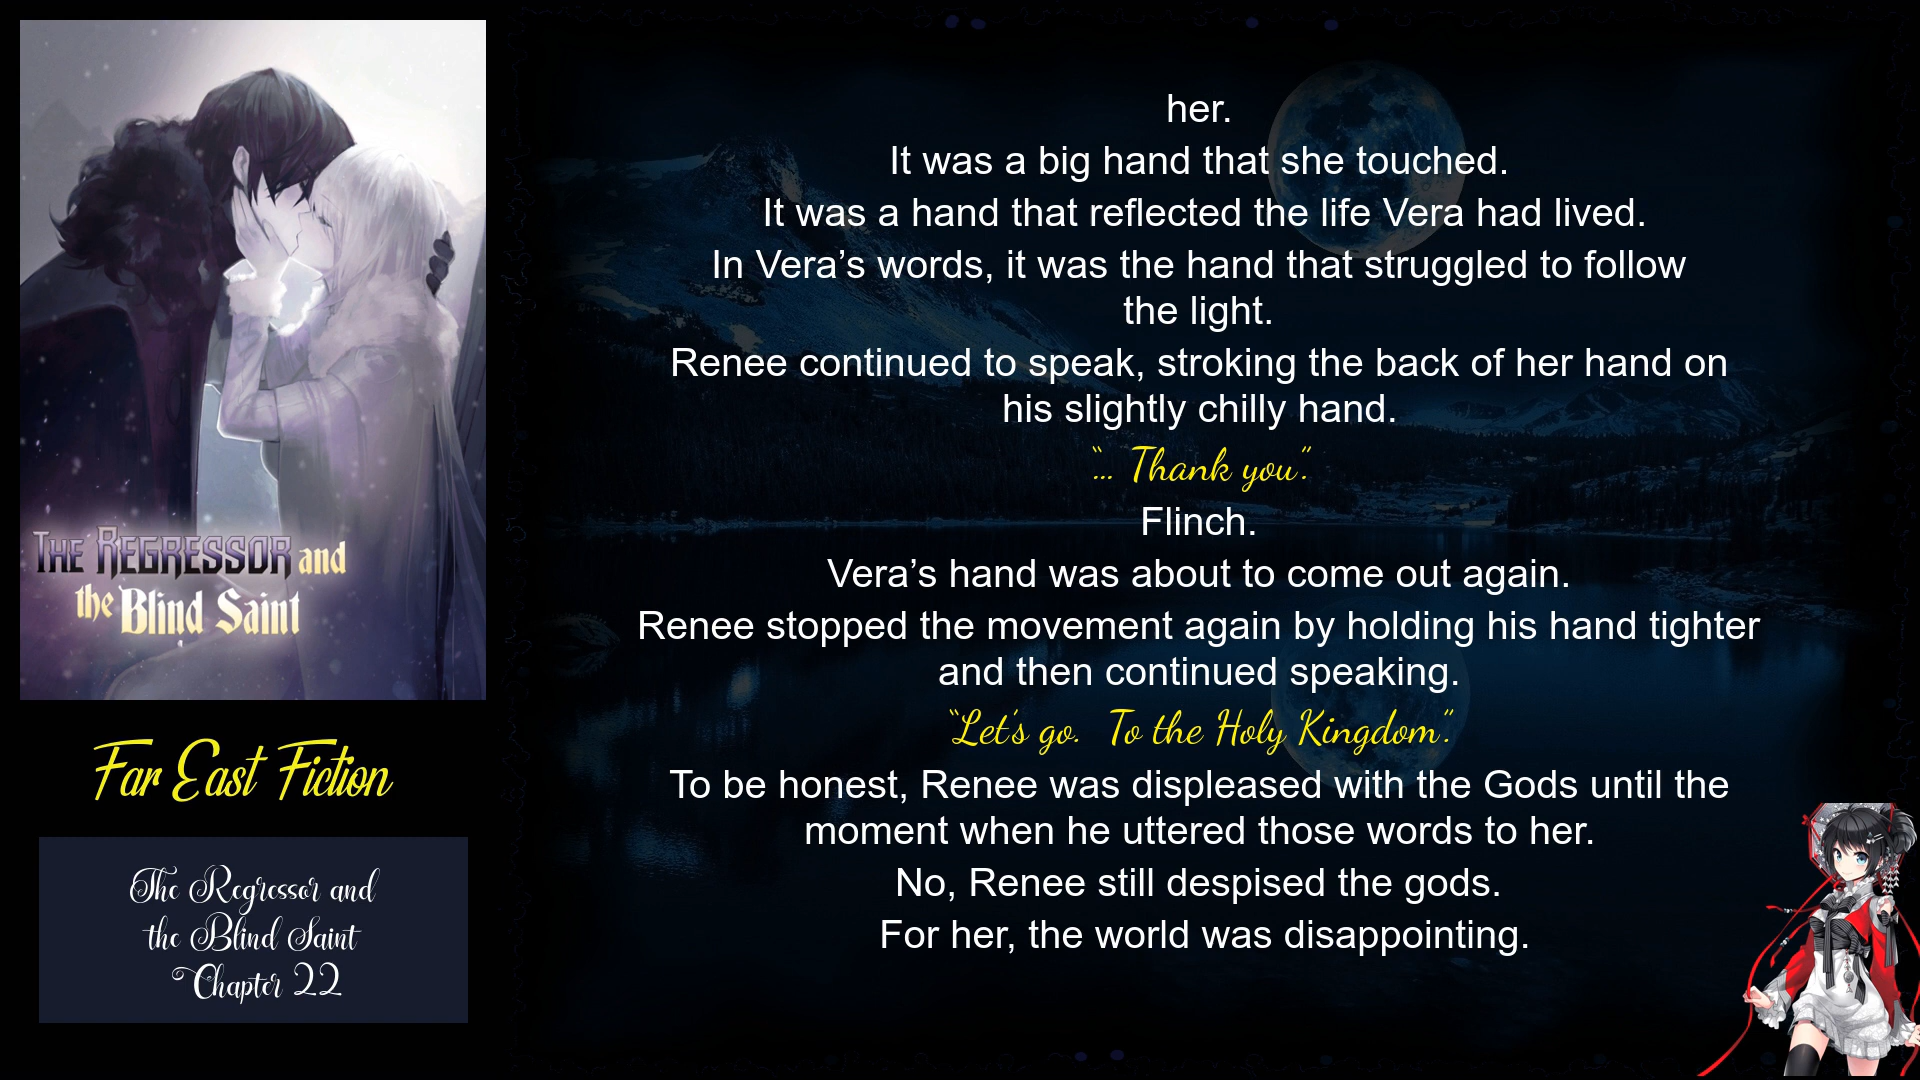 THE REGRESSOR and
the Blind Saint
Far East Fiction
The Regressor and
the Blind Saint
Chapter 22
her.
It was a big hand that she touched.
It was a hand that reflected the life Vera had lived.
In Vera’s words, it was the hand that struggled to follow
the light.
Renee continued to speak, stroking the back of her hand on
his slightly chilly hand.
“… Thank you”.
Flinch.
Vera’s hand was about to come out again.
Renee stopped the movement again by holding his hand tighter
and then continued speaking.
“Let’s go. To the Holy Kingdom”.
To be honest, Renee was displeased with the Gods until the
moment when he uttered those words to her.
No, Renee still despised the gods.
For her, the world was disappointing.